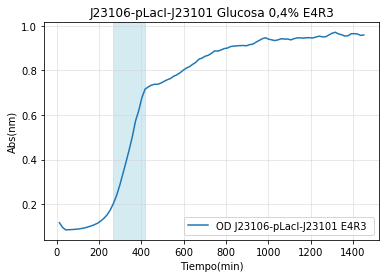 J23106-pLacI-J23101 Glucosa 0,4% E4R3
1.0
0.8
0.6
0.4
0.2
Abs(nm)
OD J23106-pLacI-J23101 E4R3
0 200 400 600 800 1000 1200 1400
Tiempo(min)